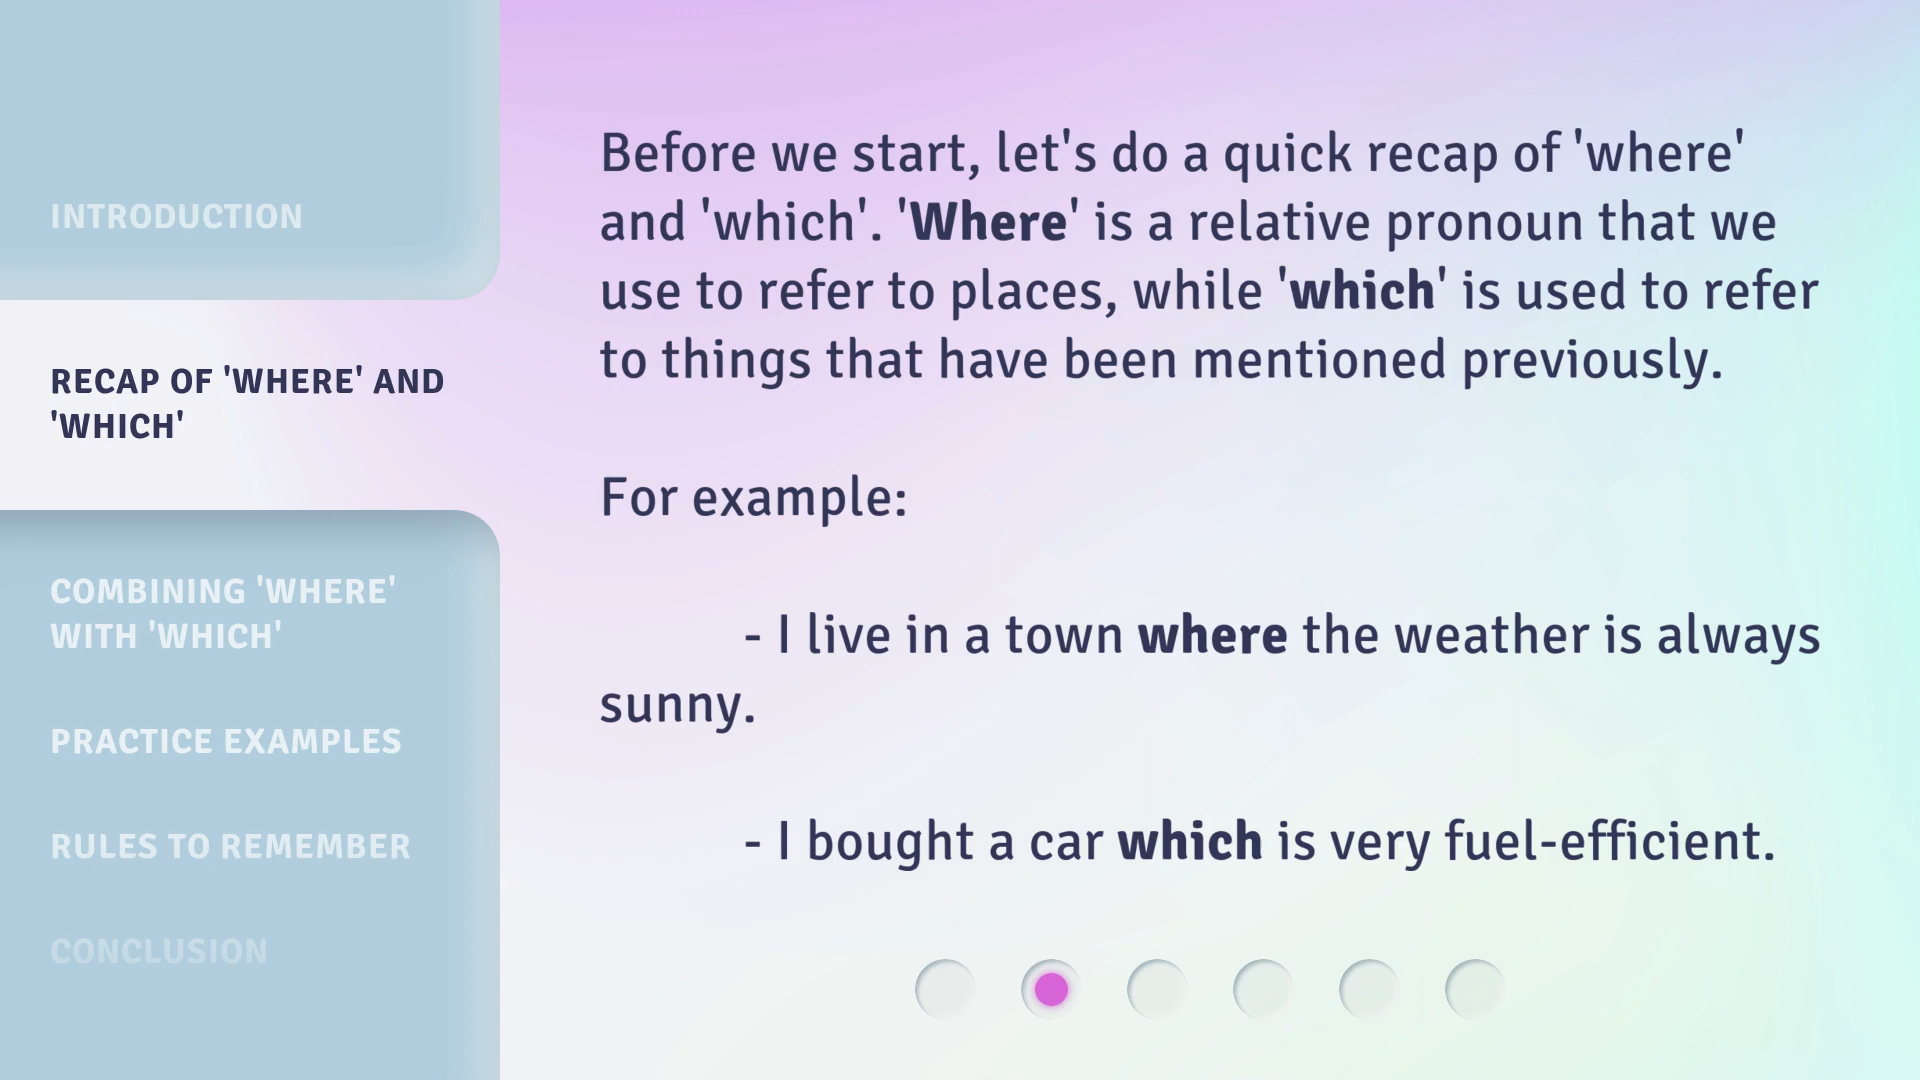 INTRODUCTION
RECAP OF 'WHERE' AND
'WHICH'
COMBINING 'WHERE'
WITH 'WHICH'
PRACTICE EXAMPLES
RULES TO REMEMBER
CONCLUSION
Before we start, let's do a quick recap of 'where'
and 'which'. 'Where' is a relative pronoun that we
use to refer to places, while 'which' is used to refer
to things that have been mentioned previously.
For example:
- I live in a town where the weather is always
sunny.
- I bought a car which is very fuel-efficient.